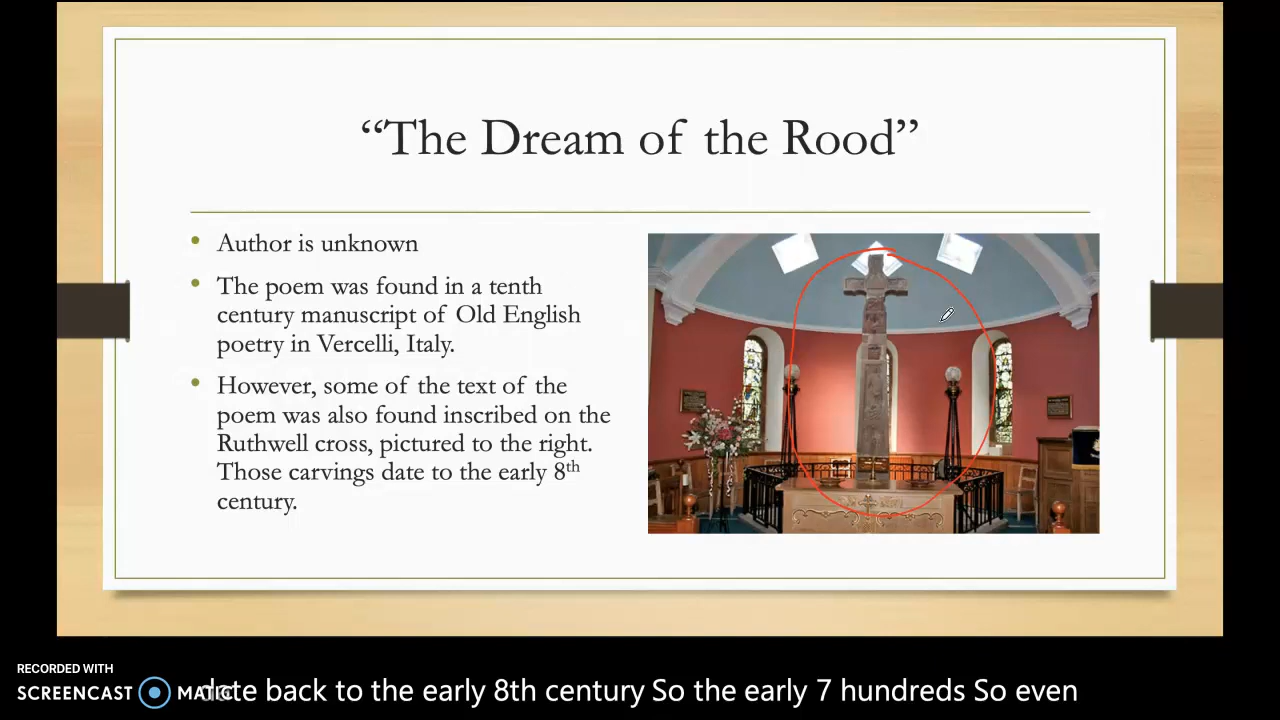 “The Dream of the Rood”
• Author is unknown
• The poem was found in a tenth
century manuscript of Old English
poetry in Vercelli, Italy.
• However, some of the text of the
poem was also found inscribed on the
Ruthwell cross, pictured to the right.
Those carvings date to the early 8th
century.
RECORDED WITH
SCREENCAST MATIC
date back to the early 8th century So the early 7 hundreds So even